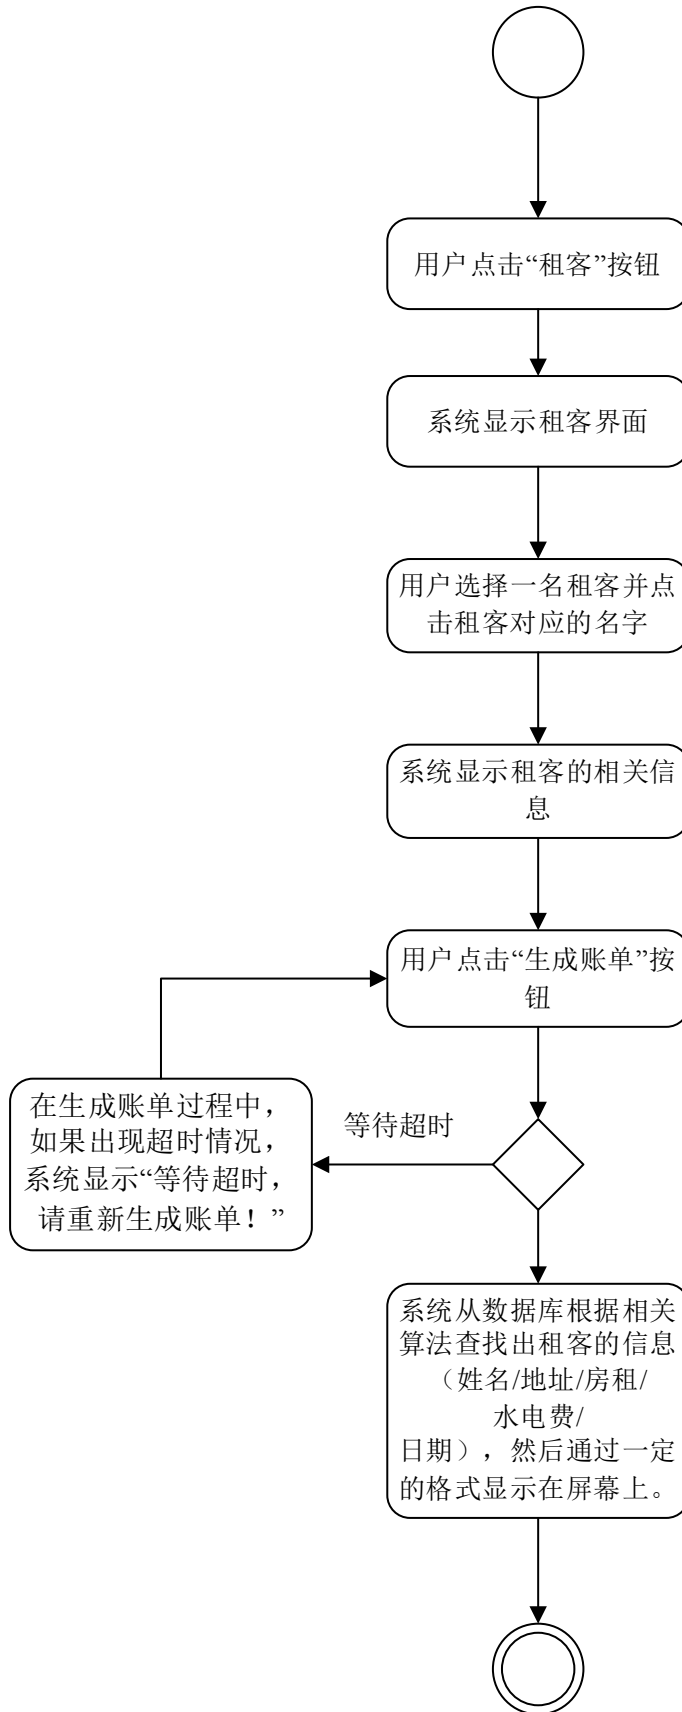 用户点击“租客”按钮
系统显示租客界面
用户选择一名租客并点
击租客对应的名字
系统显示租客的相关信
息
用户点击“生成账单”按
钮
在生成账单过程中，
如果出现超时情况，
系统显示“等待超时，
请重新生成账单！”
等待超时
系统从数据库根据相关
算法查找出租客的信息
（姓名/地址/房租/
水电费/
日期），然后通过一定
的格式显示在屏幕上。